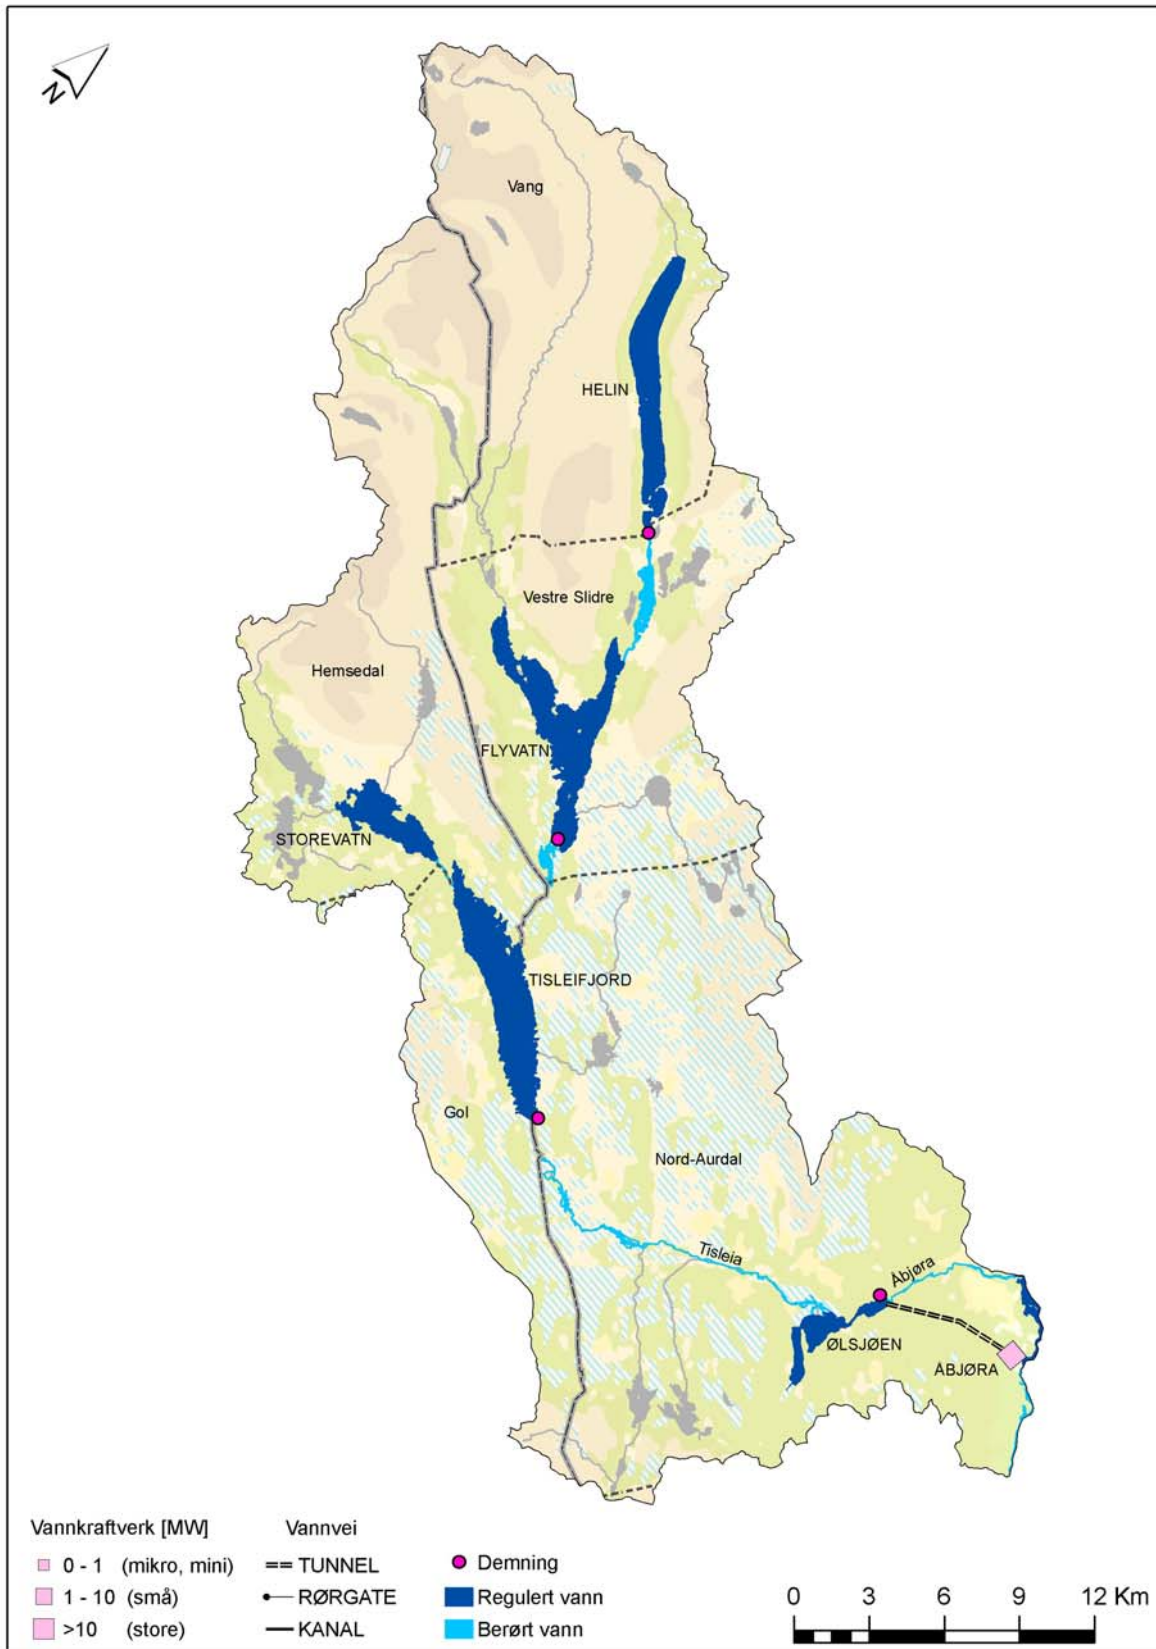 N
Vang
HELIN
Vestre Slidre
Hemsedal
FLYVATN
STOREVATN
TISLEIFJORD
Gol
Nord-Aurdal
Tisleia
Åbjøra
ØLSJØEN
ÅBJØRA
Vannkraftverk [MW] Vannvei
0 - 1 (mikro, mini) TUNNEL Demning
1 - 10 (små) RØRGATE Regulert vann
>10 (store) KANAL Berørt vann
0 3 6 9 12 Km